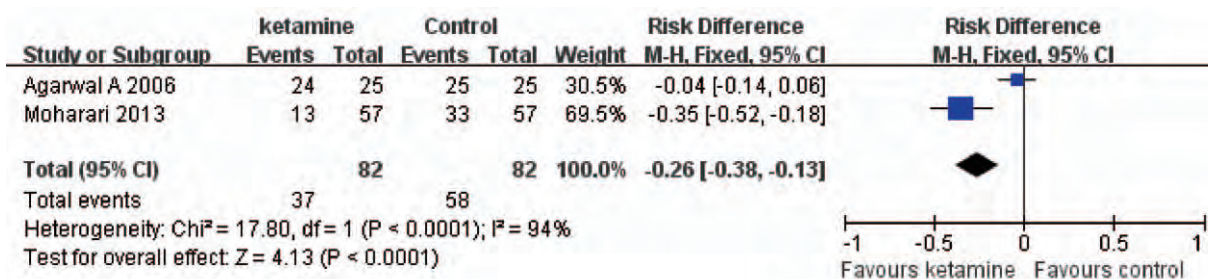 ketamine Control Risk Difference Risk Difference
Study or Subgroup Events Total Events Total Weight M-H, Fixed, 95% CI M-H, Fixed, 95% CI
Agarwal A 2006 24 25 25 25 30.5% -0.04 [-0.14, 0.06]
Moharari 2013 13 57 33 57 69.5% -0.35 [-0.52, -0.18]
Total (95% CI) 82 82 100.0% -0.26 [-0.38, -0.13]
Total events 37 58
Heterogeneity: Chi² = 17.80, df = 1 (P < 0.0001); I² = 94%
Test for overall effect: Z = 4.13 (P < 0.0001)
-1 -0.5 0 0.5 1
Favours ketamine Favours control